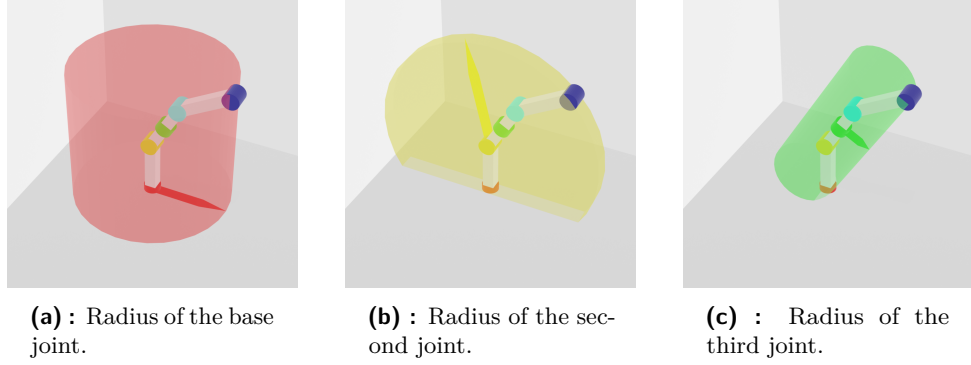 (a) : Radius of the base
joint.
(b) : Radius of the sec-
ond joint.
(c) : Radius of the
third joint.